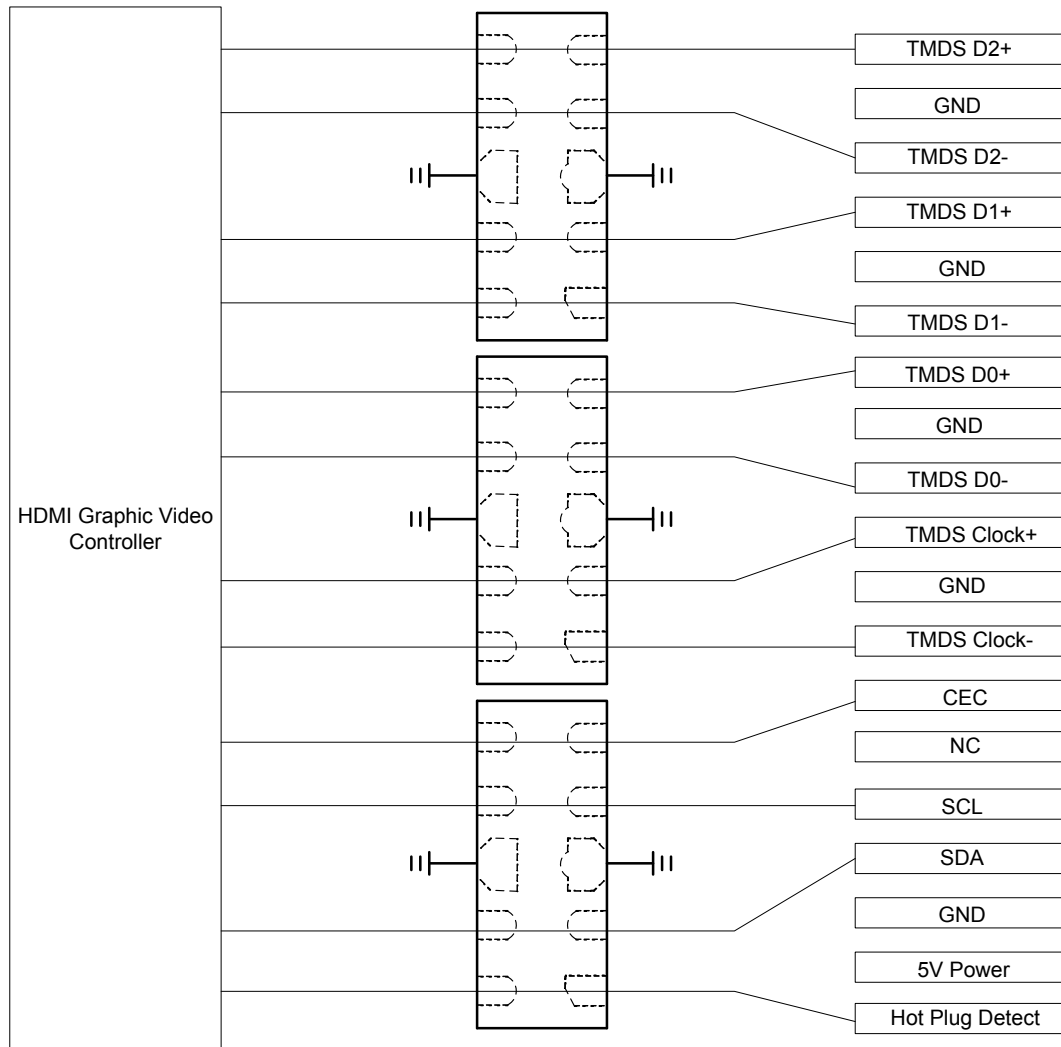 HDMI Graphic Video
Controller
TMDS D2+
GND
TMDS D2-
TMDS D1+
GND
TMDS D1-
TMDS D0+
GND
TMDS D0-
TMDS Clock+
GND
TMDS Clock-
CEC
NC
SCL
SDA
GND
5V Power
Hot Plug Detect